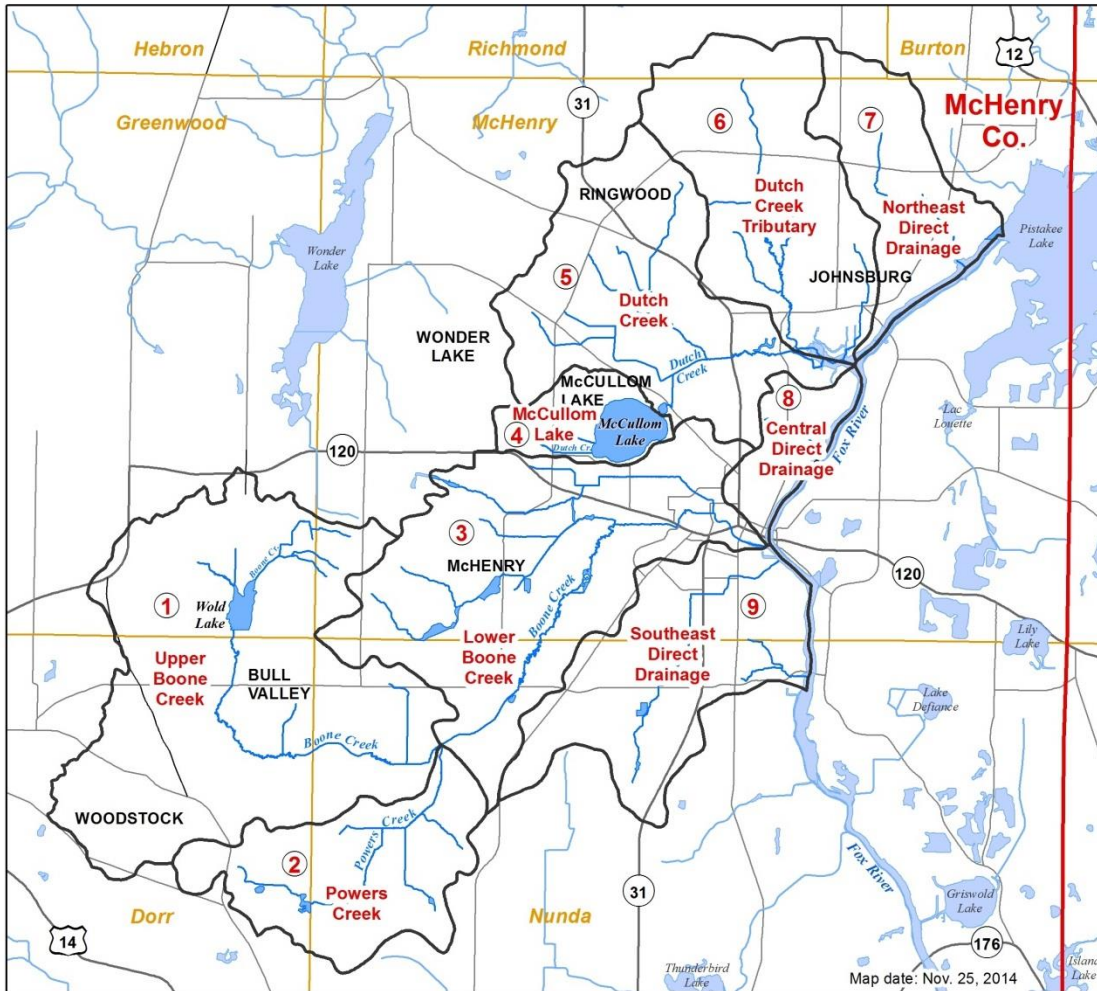 Hebron
Richmond
Burton
12
Greenwood
31
McHenry
McHenry
Co.
6
7
RINGWOOD
Dutch
Creek
Tributary
Northeast
Direct
Drainage
Pistakee
Lake
Wonder
Lake
5
JOHNSBURG
Dutch
Creek
WONDER
LAKE
Dutch
Creek
McCULLOM
LAKE
8
McCullom
Lake
4
McCullom
Lake
Dutch Cr.
Central
Direct
Drainage
Fox River
Lac
Louette
120
3
McHENRY
Boone Cr.
120
1
Wold
Lake
Boone Creek
9
Lower
Boone
Creek
Southeast
Direct
Drainage
Lily
Lake
Upper
Boone
Creek
BULL
VALLEY
Lake
Defiance
Boone Creek
WOODSTOCK
Powers Creek
2
Powers
Creek
Fox River
31
Griswold
Lake
Dorr
Nunda
14
176
Thunderbird
Lake
Island
Lake
Map date: Nov. 25, 2014